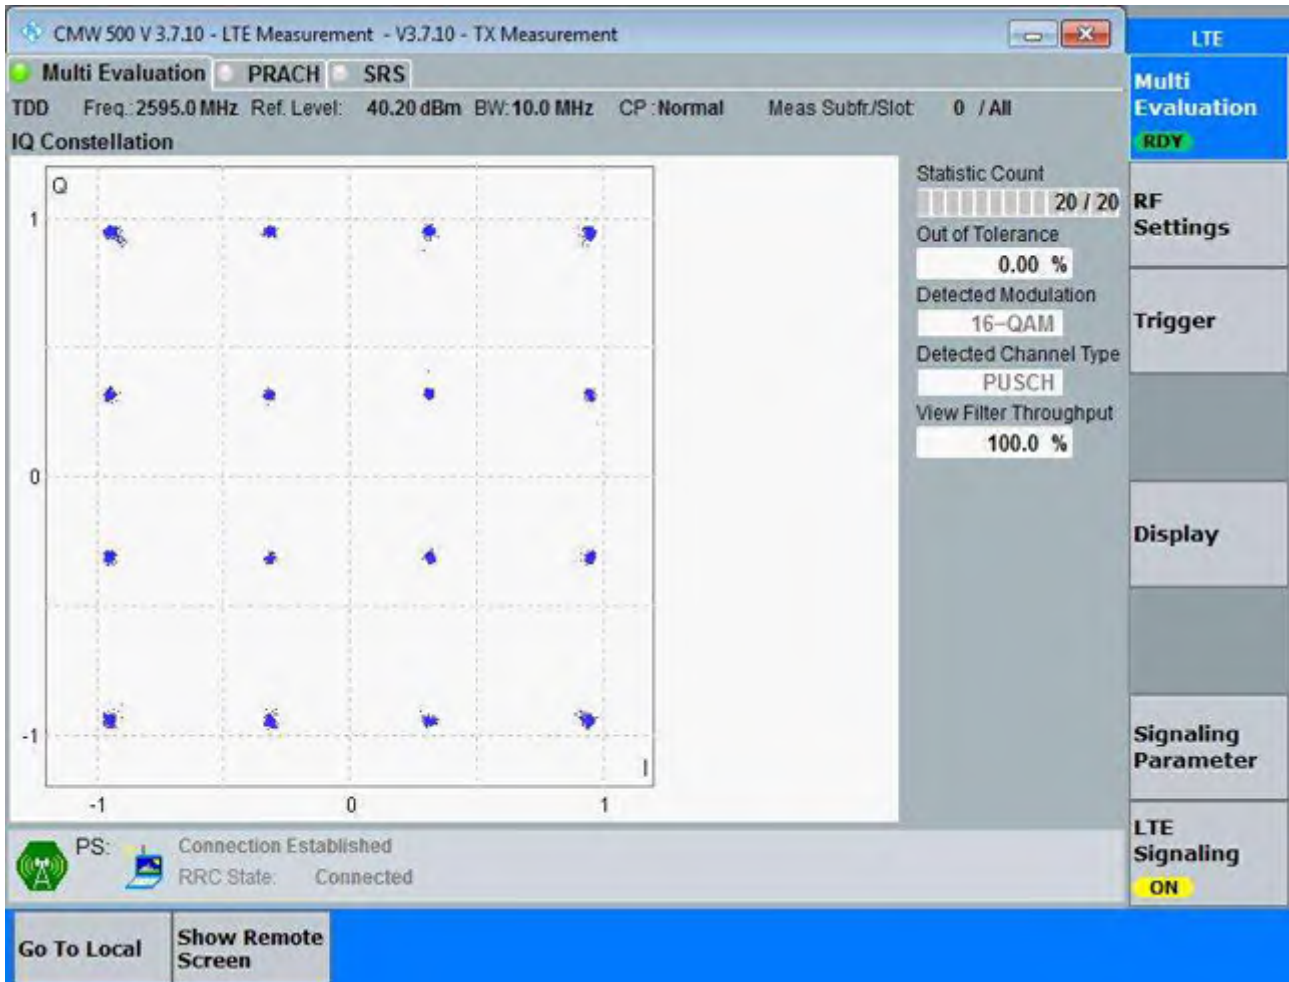 CMW 500 V 3.7.10 - LTE Measurement - V3.7.10 - TX Measurement
LTE
Multi Evaluation PRACH SRS
TDD Freq.: 2595.0 MHz Ref. Level: 40.20 dBm BW: 10.0 MHz CP : Normal Meas Subfr./Slot: 0 / All
IQ Constellation
Q
1
0
-1
I
-1 0 1
Statistic Count
20 / 20
Out of Tolerance
0.00 %
Detected Modulation
16-QAM
Detected Channel Type
PUSCH
View Filter Throughput
100.0 %
Multi
Evaluation
RDY
RF
Settings
Trigger
Display
Signaling
Parameter
LTE
Signaling
ON
PS: Connection Established
RRC State: Connected
Go To Local
Show Remote
Screen